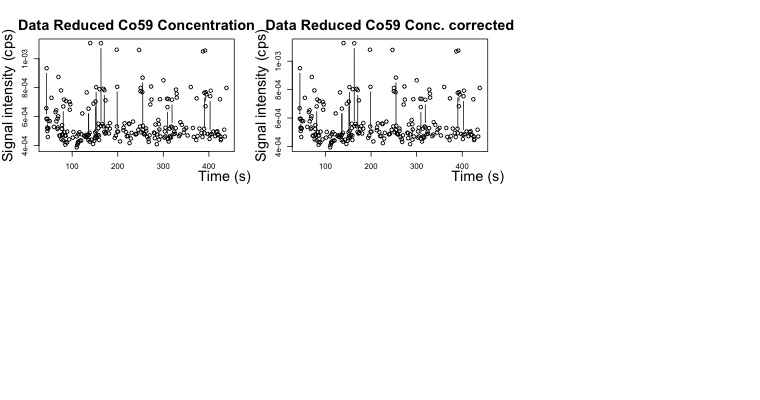 Data Reduced Co59 Concentration
Data Reduced Co59 Conc. corrected
Signal intensity (cps)
4e-04 6e-04 8e-04 1e-03
100 200 300 400
Time (s)
Signal intensity (cps)
4e-04 6e-04 8e-04 1e-03
100 200 300 400
Time (s)